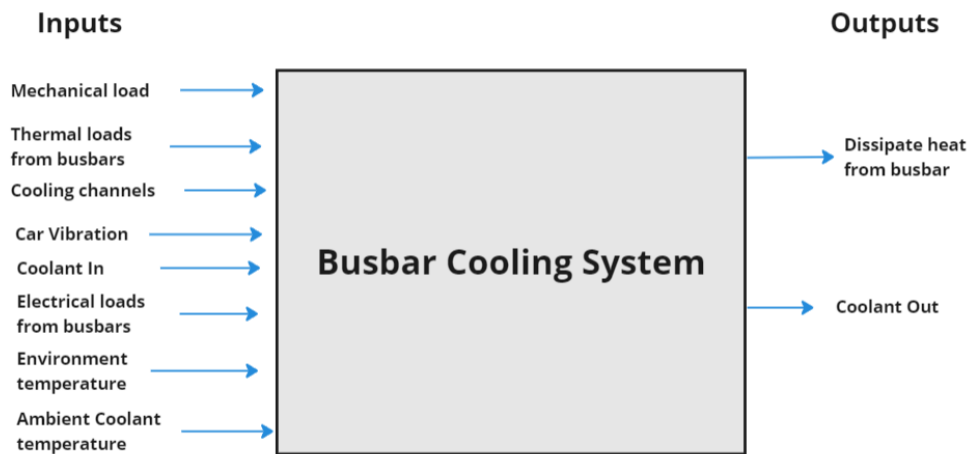 Inputs
Outputs
Mechanical load
Thermal loads
from busbars
Cooling channels
Car Vibration
Coolant In
Electrical loads
from busbars
Environment
temperature
Ambient Coolant
temperature
Busbar Cooling System
Dissipate heat
from busbar
Coolant Out